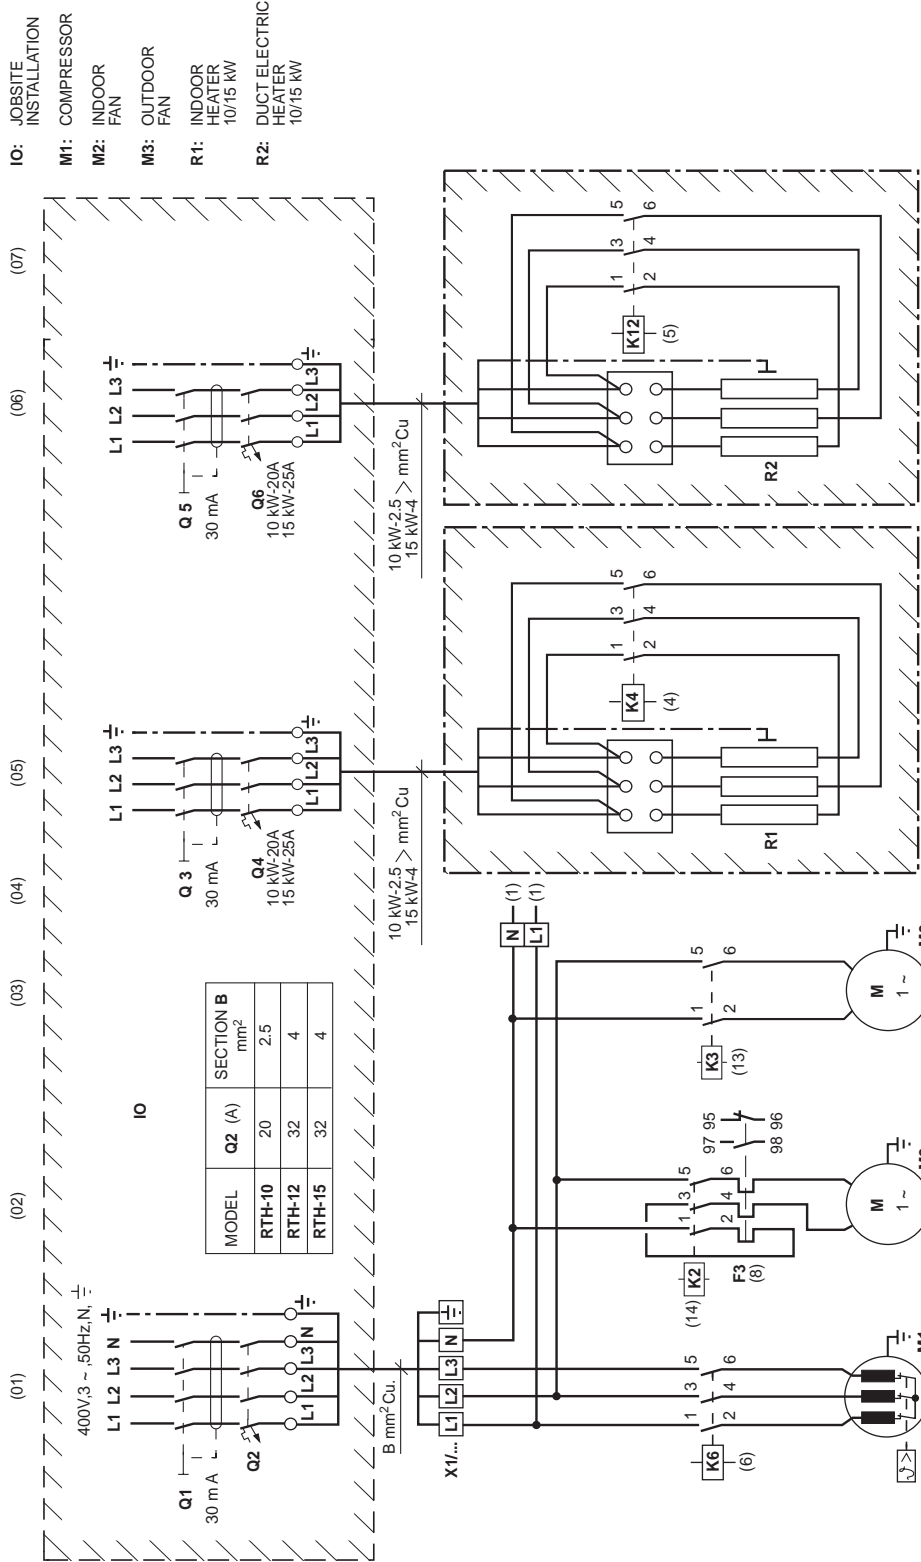 (01)
(02)
(03)
(04)
(05)
(06)
(07)
IO: JOBSITE
INSTALLATION
M1: COMPRESSOR
M2: INDOOR
FAN
M3: OUTDOOR
FAN
R1: INDOOR
HEATER
10/15 kW
R2: DUCT ELECTRIC
HEATER
10/15 kW
400V,3 ~ ,50Hz,N,
L1 L2 L3 N
Q1
30 m A
Q2
L1 L2 L3 N
IO
MODEL Q2 (A) SECTION B
mm²
RTH-10 20 2.5
RTH-12 32 4
RTH-15 32 4
L1 L2 L3
Q 3
30 mA
Q4
10 kW-20A
15 kW-25A
L1 L2 L3
L1 L2 L3
Q 5
30 mA
Q6
10 kW-20A
15 kW-25A
L1 L2 L3
B mm²Cu.
10 kW-2.5 > mm²Cu
15 kW-4
10 kW-2.5 > mm²Cu
15 kW-4
X1/...
L1 L2 L3 N
N (1)
L1 (1)
1 3 5
K6
(6)
2 4 6
1 3 5
K2
(14)
2 4 6
F3
(8)
97 95
98 96
1 5
K3
(13)
2 6
M
1 ~
M
1 ~
1 3 5
K4
(4)
2 4 6
R1
1 3 5
K12
(5)
2 4 6
R2